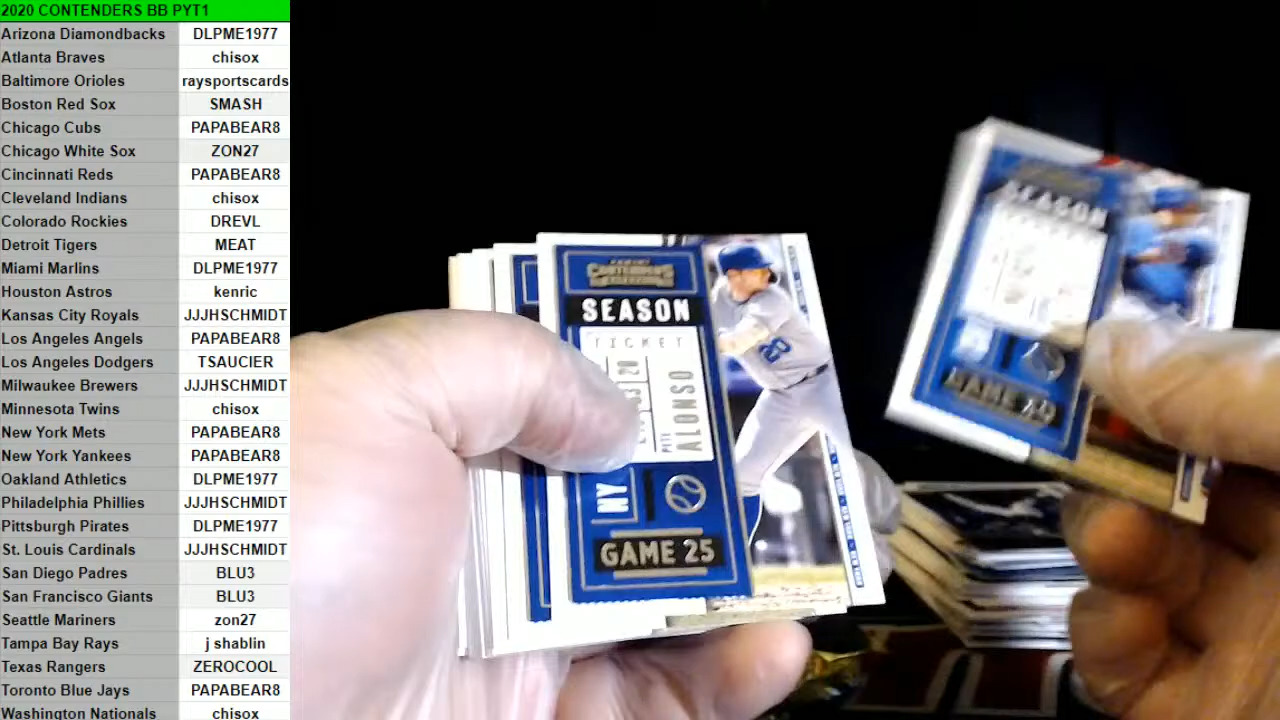 2020 CONTENDERS BB PYT1
Arizona Diamondbacks DLPME1977
Atlanta Braves chisox
Baltimore Orioles raysportscards
Boston Red Sox SMASH
Chicago Cubs PAPABEAR8
Chicago White Sox ZON27
Cincinnati Reds PAPABEAR8
Cleveland Indians chisox
Colorado Rockies DREVL
Detroit Tigers MEAT
Miami Marlins DLPME1977
Houston Astros kenric
Kansas City Royals JJJHSCHMIDT
Los Angeles Angels PAPABEAR8
Los Angeles Dodgers TSAUCIER
Milwaukee Brewers JJJHSCHMIDT
Minnesota Twins chisox
New York Mets PAPABEAR8
New York Yankees PAPABEAR8
Oakland Athletics DLPME1977
Philadelphia Phillies JJJHSCHMIDT
Pittsburgh Pirates DLPME1977
St. Louis Cardinals JJJHSCHMIDT
San Diego Padres BLU3
San Francisco Giants BLU3
Seattle Mariners zon27
Tampa Bay Rays j shablin
Texas Rangers ZEROCOOL
Toronto Blue Jays PAPABEAR8
Washington Nationals chisox
PANINI
CONTENDERS
SEASON
TICKET
PETE
ALONSO
NY
GAME 25
20
SEASON